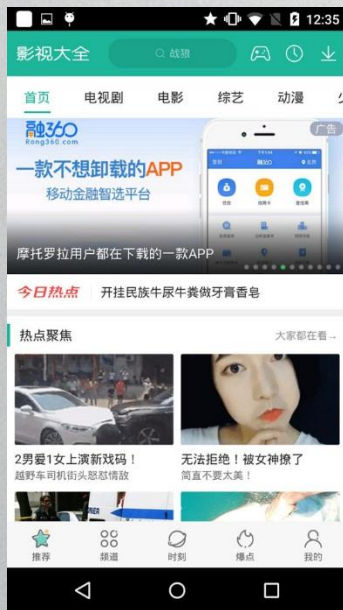 12:35
影视大全
战狼
首页 电视剧 电影 综艺 动漫
融360
Rong360.com
广告
一款不想卸载的APP
移动金融智选平台
摩托罗拉用户都在下载的一款APP
今日热点 开挂民族牛尿牛粪做牙膏香皂
热点聚焦 大家都在看
2男爱1女上演新戏码！
越野车司机街头怒怼情敌
无法拒绝！被女神撩了
简直不要太美！
推荐 频道 时刻 爆点 我的